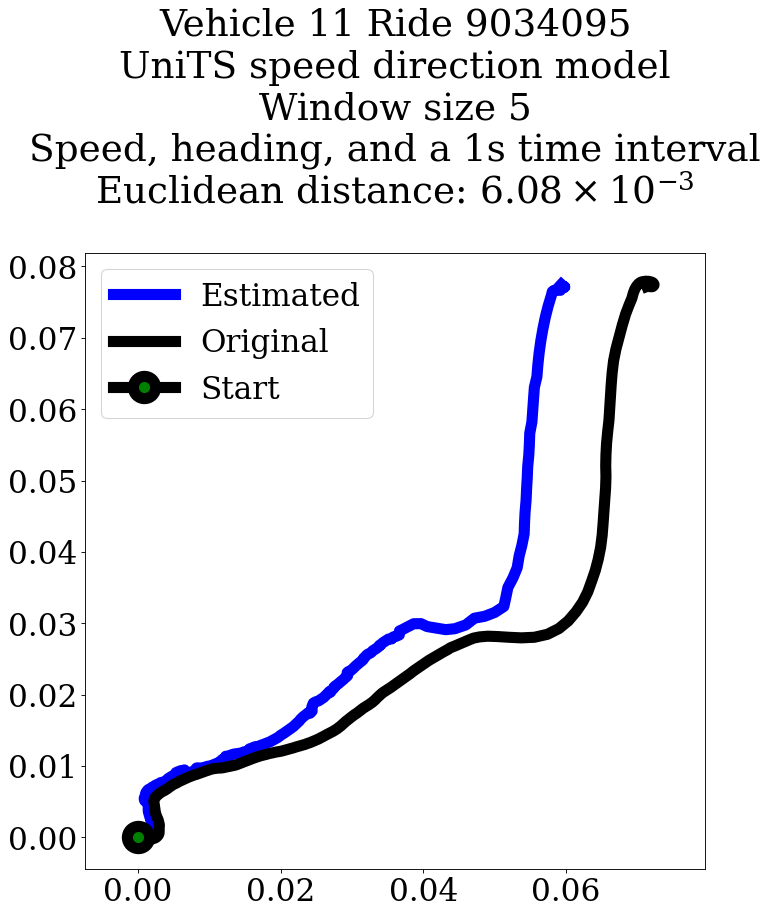 Vehicle 11 Ride 9034095
UniTS speed direction model
Window size 5
Speed, heading, and a 1s time interval
Euclidean distance: 6.08 × 10⁻³
0.08
0.07
0.06
0.05
0.04
0.03
0.02
0.01
0.00
Estimated
Original
Start
0.00 0.02 0.04 0.06